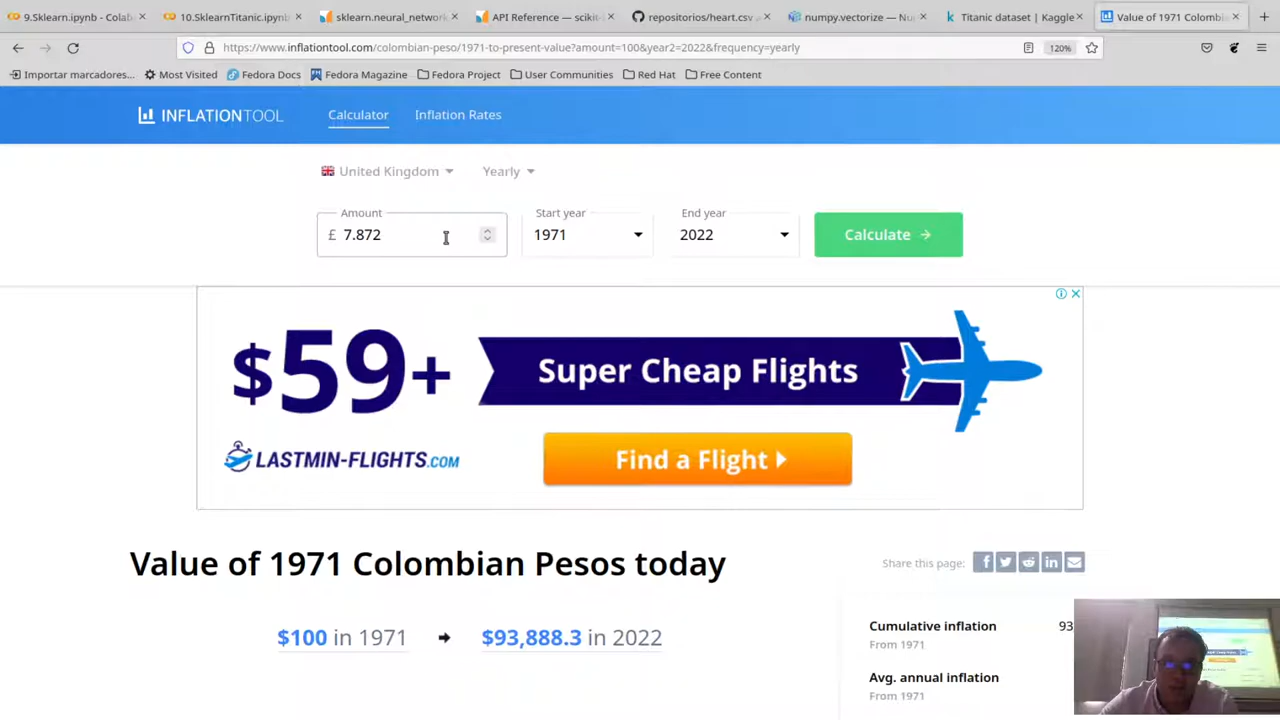 9.Sklearn.ipynb - Colab
10.SklearnTitanic.ipynb
sklearn.neural_network
API Reference — scikit-l
repositorios/heart.csv
numpy.vectorize — Nu
Titanic dataset | Kaggle
Value of 1971 Colombi
https://www.inflationtool.com/colombian-peso/1971-to-present-value?amount=100&year2=2022&frequency=yearly
120%
Importar marcadores...
Most Visited
Fedora Docs
Fedora Magazine
Fedora Project
User Communities
Red Hat
Free Content
INFLATIONTOOL
Calculator
Inflation Rates
United Kingdom
Yearly
Amount
£ 7.872
Start year
1971
End year
2022
Calculate
$59+
Super Cheap Flights
LASTMIN-FLIGHTS.COM
Find a Flight
Value of 1971 Colombian Pesos today
Share this page:
$100 in 1971
$93,888.3 in 2022
Cumulative inflation
93
From 1971
Avg. annual inflation
From 1971